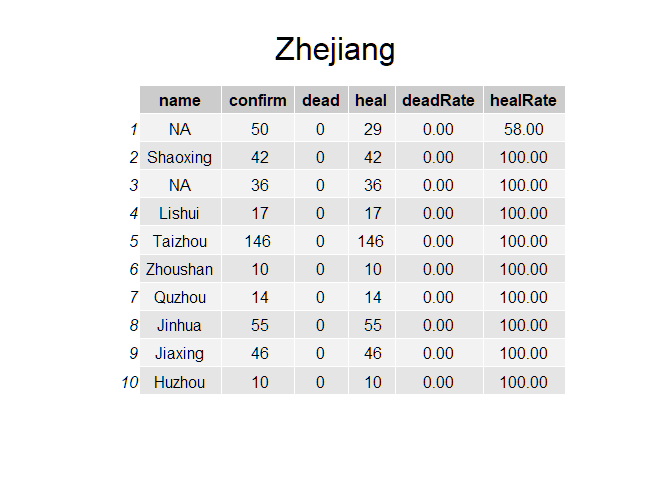 Zhejiang
name confirm dead heal deadRate healRate
1 NA 50 0 29 0.00 58.00
2 Shaoxing 42 0 42 0.00 100.00
3 NA 36 0 36 0.00 100.00
4 Lishui 17 0 17 0.00 100.00
5 Taizhou 146 0 146 0.00 100.00
6 Zhoushan 10 0 10 0.00 100.00
7 Quzhou 14 0 14 0.00 100.00
8 Jinhua 55 0 55 0.00 100.00
9 Jiaxing 46 0 46 0.00 100.00
10 Huzhou 10 0 10 0.00 100.00